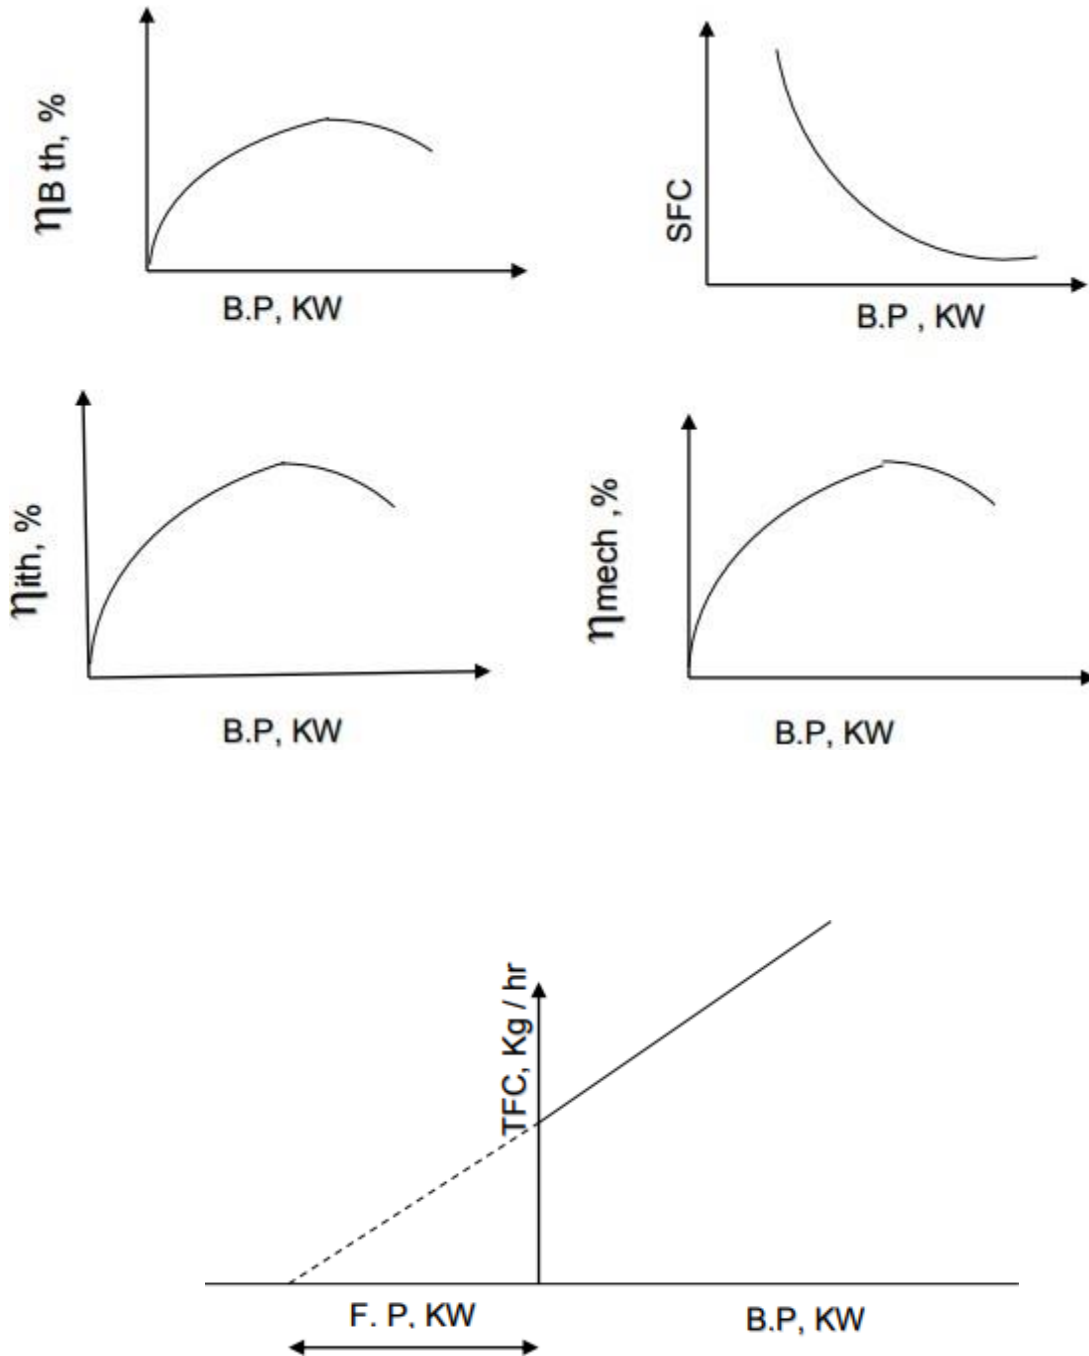 ηB th, %
B.P, KW
SFC
B.P , KW
ηith, %
B.P, KW
ηmech ,%
B.P, KW
TFC, Kg / hr
F. P, KW
B.P, KW